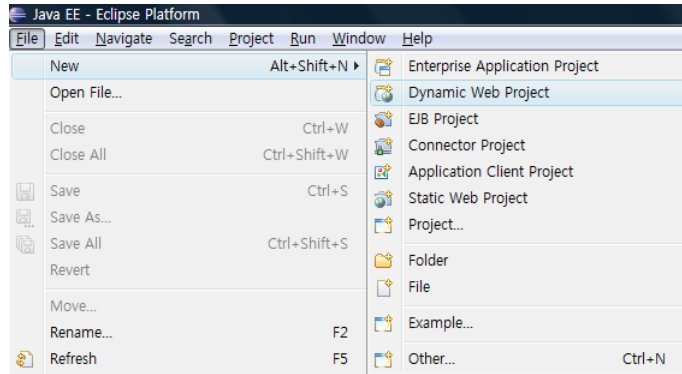 Java EE - Eclipse Platform
File Edit Navigate Search Project Run Window Help
New Alt+Shift+N
Open File...
Close Ctrl+W
Close All Ctrl+Shift+W
Save Ctrl+S
Save As...
Save All Ctrl+Shift+S
Revert
Move...
Rename... F2
Refresh F5
Enterprise Application Project
Dynamic Web Project
EJB Project
Connector Project
Application Client Project
Static Web Project
Project...
Folder
File
Example...
Other... Ctrl+N